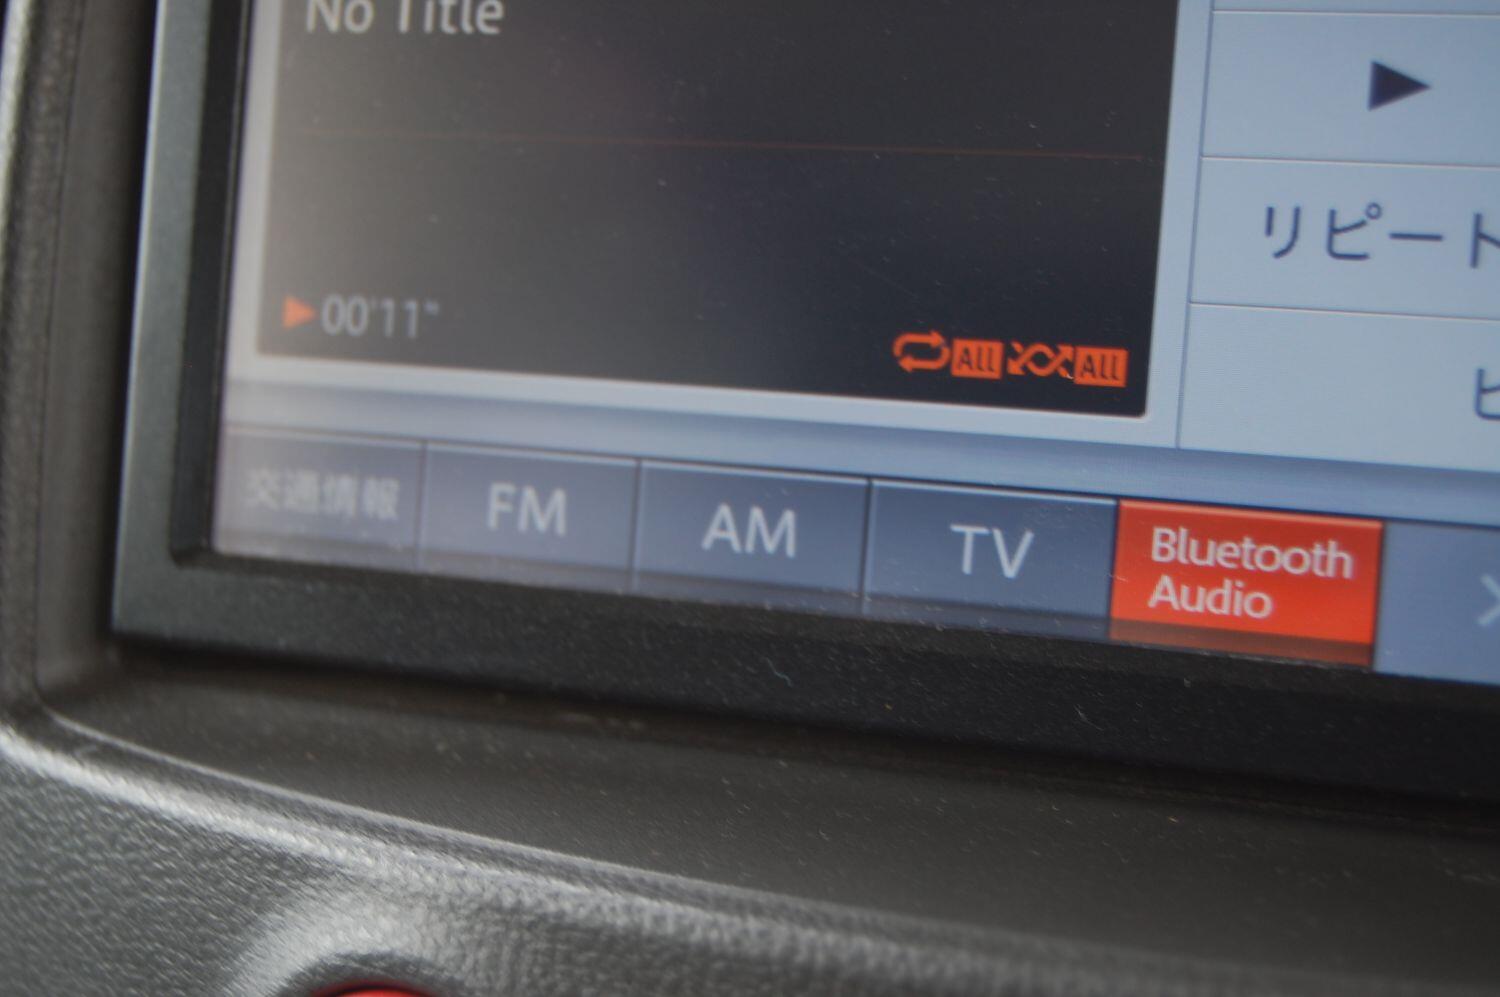 No Title
リピート
00'11"
ALL ALL
交通情報
FM
AM
TV
Bluetooth
Audio